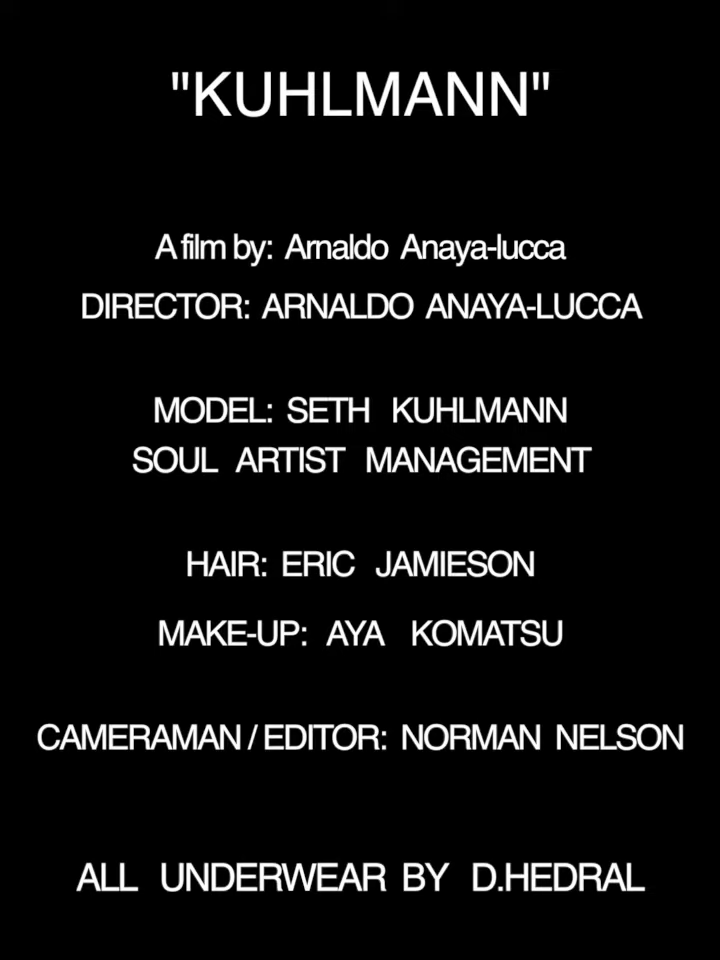 "KUHLMANN"
A film by: Arnaldo Anaya-lucca
DIRECTOR: ARNALDO ANAYA-LUCCA
MODEL: SETH KUHLMANN
SOUL ARTIST MANAGEMENT
HAIR: ERIC JAMIESON
MAKE-UP: AYA KOMATSU
CAMERAMAN / EDITOR: NORMAN NELSON
ALL UNDERWEAR BY D.HEDRAL